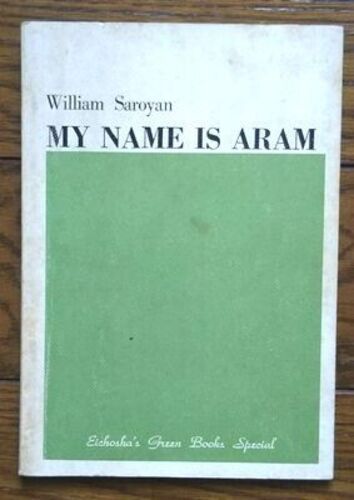 William Saroyan
MY NAME IS ARAM
Eichosha's Green Books Special